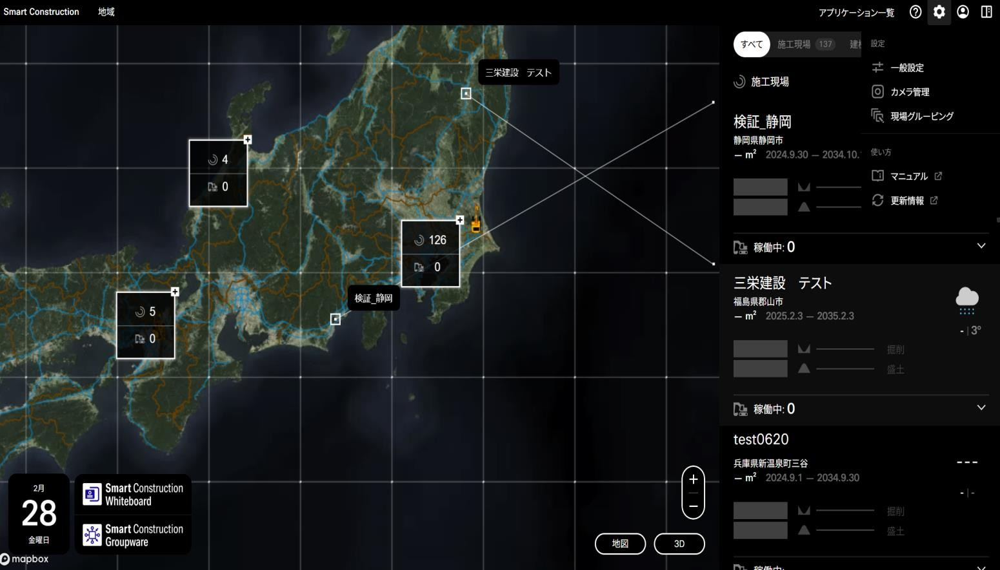 Smart Construction
地域
アプリケーション一覧
すべて
施工現場 137
設定
一般設定
カメラ管理
現場グルーピング
使い方
マニュアル
更新情報
施工現場
検証_静岡
静岡県静岡市
— m² 2024.9.30 — 2034.10.
稼働中: 0
三栄建設 テスト
福島県郡山市
— m² 2025.2.3 — 2035.2.3
- | 3°
掘削
盛土
稼働中: 0
test0620
兵庫県新温泉町三谷
---
— m² 2024.9.1 — 2034.9.30
- | -
掘削
盛土
稼働中:
三栄建設 テスト
4
0
126
0
検証_静岡
5
0
2月
28
金曜日
Smart Construction
Whiteboard
Smart Construction
Groupware
mapbox
+
−
地図
3D